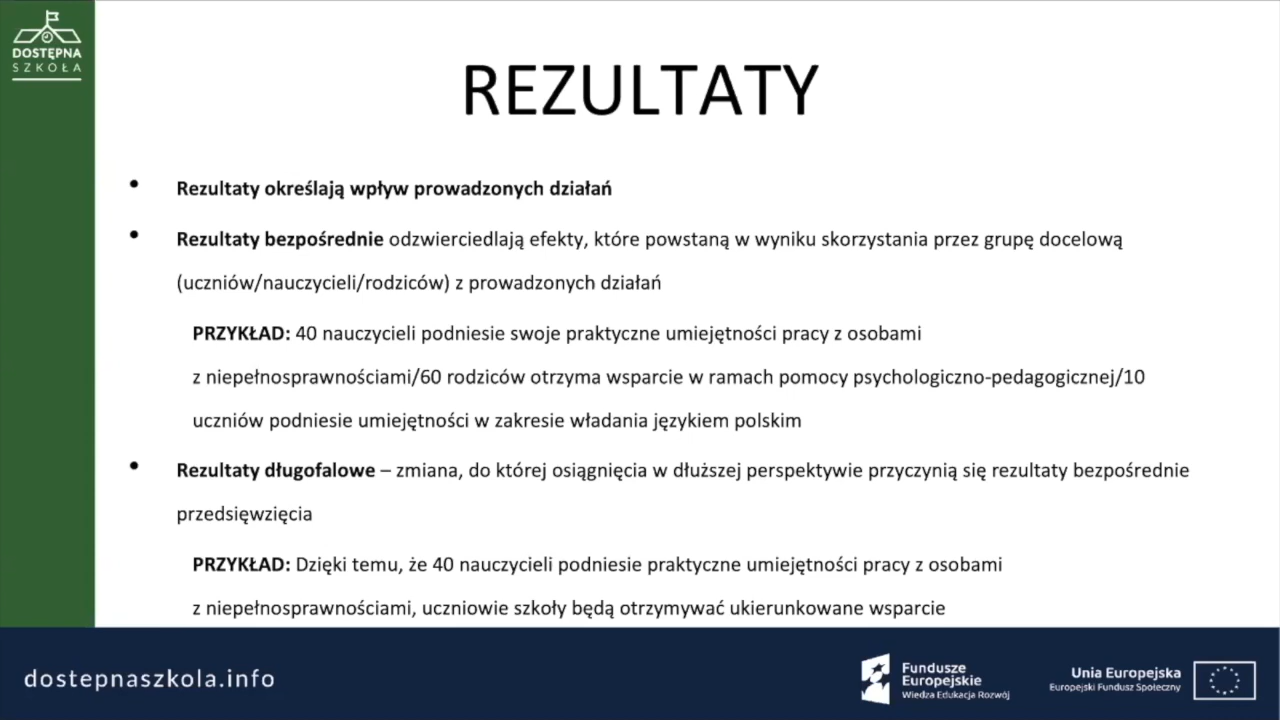 DOSTĘPNA
SZKOŁA
REZULTATY
• Rezultaty określają wpływ prowadzonych działań
• Rezultaty bezpośrednie odzwierciedlają efekty, które powstaną w wyniku skorzystania przez grupę docelową
(uczniów/nauczycieli/rodziców) z prowadzonych działań
PRZYKŁAD: 40 nauczycieli podniesie swoje praktyczne umiejętności pracy z osobami
z niepełnosprawnościami/60 rodziców otrzyma wsparcie w ramach pomocy psychologiczno-pedagogicznej/10
uczniów podniesie umiejętności w zakresie władania językiem polskim
• Rezultaty długofalowe – zmiana, do której osiągnięcia w dłuższej perspektywie przyczynią się rezultaty bezpośrednie
przedsięwzięcia
PRZYKŁAD: Dzięki temu, że 40 nauczycieli podniesie praktyczne umiejętności pracy z osobami
z niepełnosprawnościami, uczniowie szkoły będą otrzymywać ukierunkowane wsparcie
dostepnaszkola.info
Fundusze
Europejskie
Wiedza Edukacja Rozwój
Unia Europejska
Europejski Fundusz Społeczny